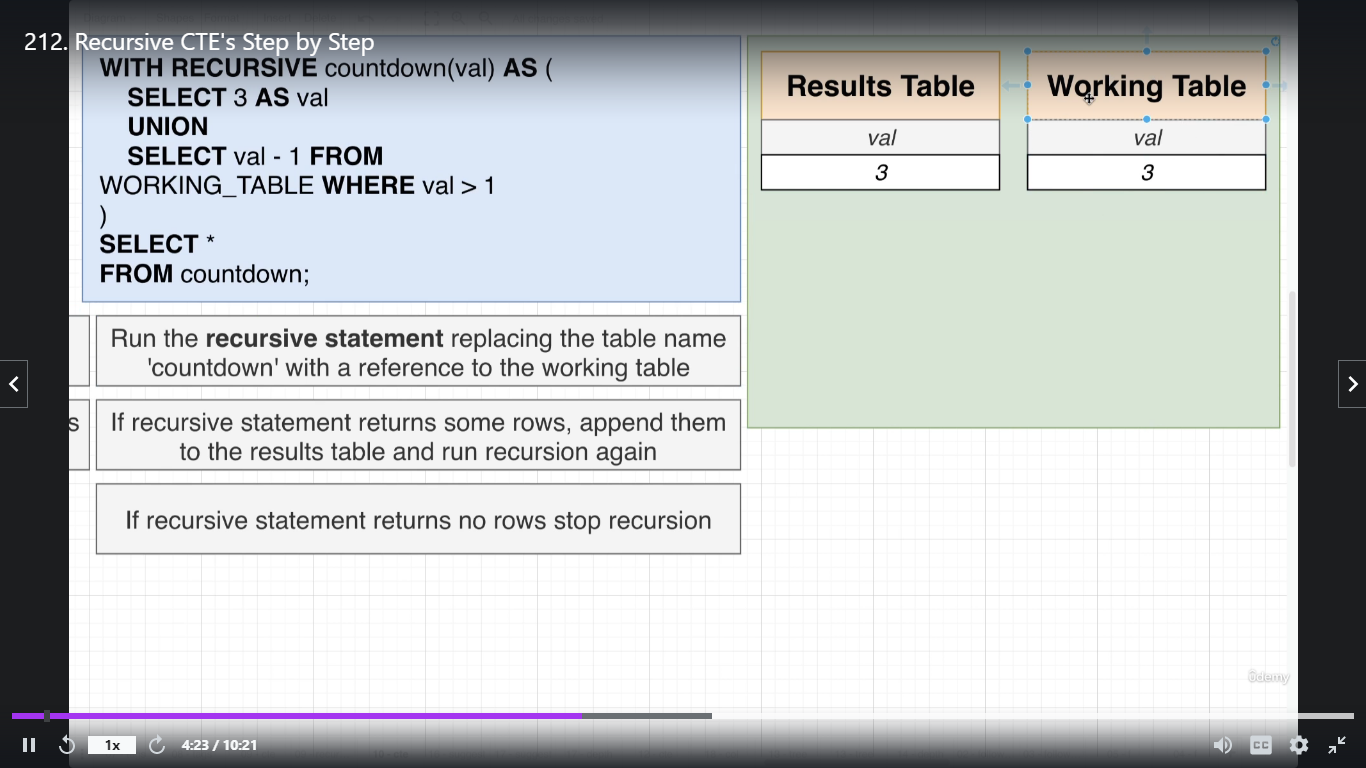 212. Recursive CTE's Step by Step
WITH RECURSIVE countdown(val) AS (
SELECT 3 AS val
UNION
SELECT val - 1 FROM
WORKING_TABLE WHERE val > 1
)
SELECT *
FROM countdown;
Results Table
val
3
Working Table
val
3
Run the recursive statement replacing the table name
'countdown' with a reference to the working table
s
If recursive statement returns some rows, append them
to the results table and run recursion again
If recursive statement returns no rows stop recursion
ûdemy
1x
4:23 / 10:21
CC